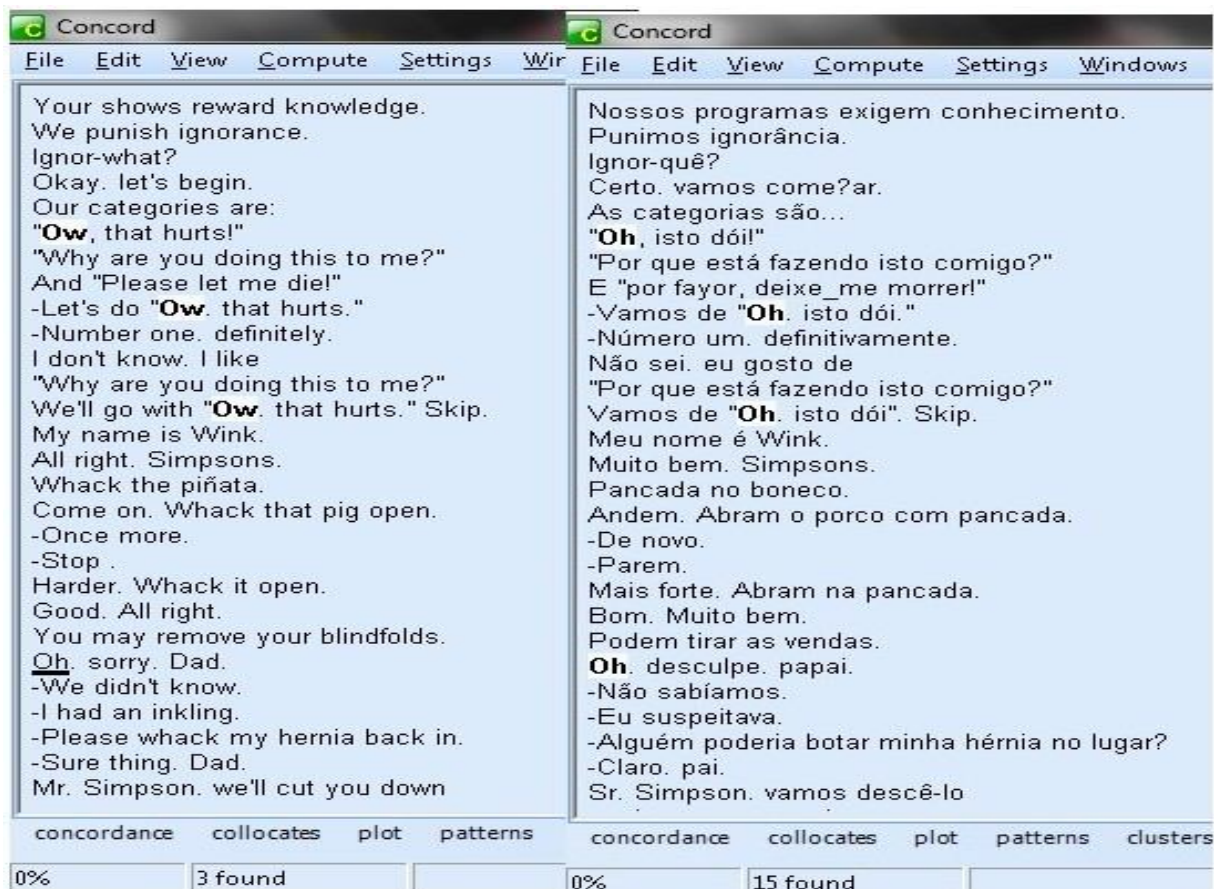 Concord
File Edit View Compute Settings Wir
Your shows reward knowledge.
We punish ignorance.
Ignor-what?
Okay. let's begin.
Our categories are:
"Ow, that hurts!"
"Why are you doing this to me?"
And "Please let me die!"
-Let's do "Ow. that hurts."
-Number one. definitely.
I don't know. I like
"Why are you doing this to me?"
We'll go with "Ow. that hurts." Skip.
My name is Wink.
All right. Simpsons.
Whack the piñata.
Come on. Whack that pig open.
-Once more.
-Stop .
Harder. Whack it open.
Good. All right.
You may remove your blindfolds.
Oh. sorry. Dad.
-We didn't know.
-I had an inkling.
-Please whack my hernia back in.
-Sure thing. Dad.
Mr. Simpson. we'll cut you down
concordance collocates plot patterns
0% 3 found
Concord
File Edit View Compute Settings Windows
Nossos programas exigem conhecimento.
Punimos ignorância.
Ignor-quê?
Certo. vamos come?ar.
As categorias são...
"Oh, isto dói!"
"Por que está fazendo isto comigo?"
E "por fayor, deixe_me morrer!"
-Vamos de "Oh. isto dói."
-Número um. definitivamente.
Não sei. eu gosto de
"Por que está fazendo isto comigo?"
Vamos de "Oh. isto dói". Skip.
Meu nome é Wink.
Muito bem. Simpsons.
Pancada no boneco.
Andem. Abram o porco com pancada.
-De novo.
-Parem.
Mais forte. Abram na pancada.
Bom. Muito bem.
Podem tirar as vendas.
Oh. desculpe. papai.
-Não sabíamos.
-Eu suspeitava.
-Alguém poderia botar minha hérnia no lugar?
-Claro. pai.
Sr. Simpson. vamos descê-lo
concordance collocates plot patterns clusters
0% 15 found